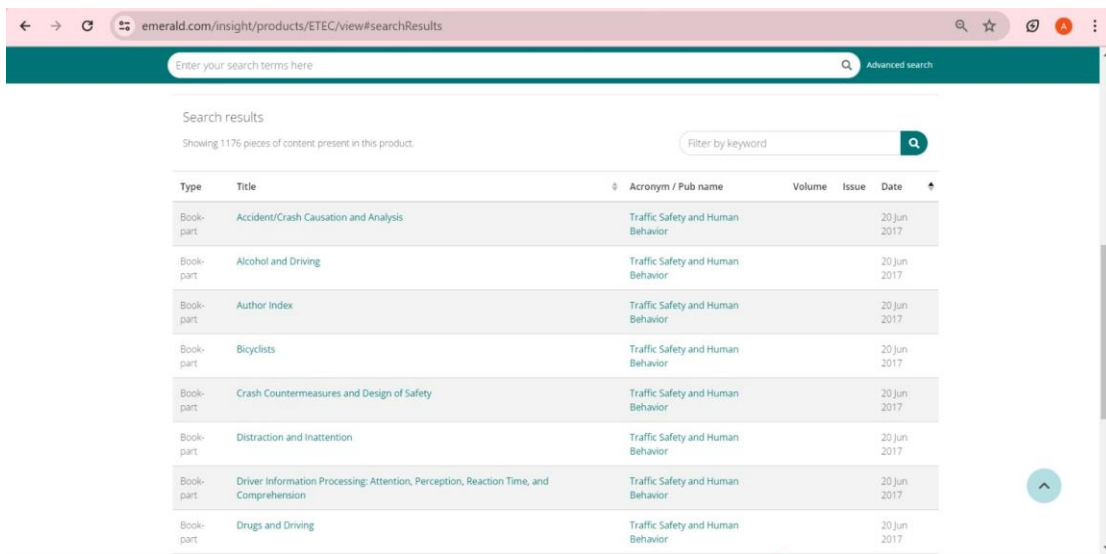 emerald.com/insight/products/ETEC/view#searchResults
A
Enter your search terms here
Advanced search
Search results
Showing 1176 pieces of content present in this product.
Filter by keyword
Type Title Acronym / Pub name Volume Issue Date
Book-
part
Accident/Crash Causation and Analysis
Traffic Safety and Human
Behavior
20 Jun
2017
Book-
part
Alcohol and Driving
Traffic Safety and Human
Behavior
20 Jun
2017
Book-
part
Author Index
Traffic Safety and Human
Behavior
20 Jun
2017
Book-
part
Bicyclists
Traffic Safety and Human
Behavior
20 Jun
2017
Book-
part
Crash Countermeasures and Design of Safety
Traffic Safety and Human
Behavior
20 Jun
2017
Book-
part
Distraction and Inattention
Traffic Safety and Human
Behavior
20 Jun
2017
Book-
part
Driver Information Processing: Attention, Perception, Reaction Time, and
Comprehension
Traffic Safety and Human
Behavior
20 Jun
2017
Book-
part
Drugs and Driving
Traffic Safety and Human
Behavior
20 Jun
2017